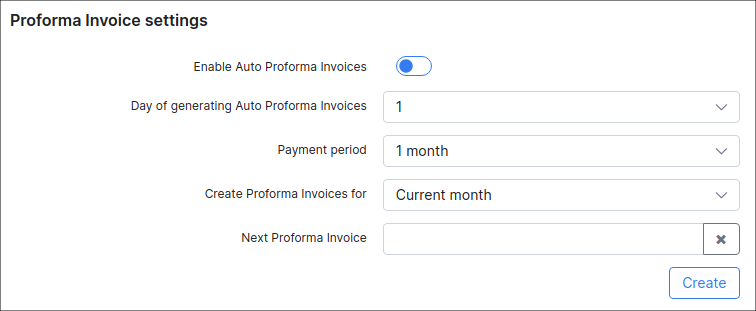 Proforma Invoice settings
Enable Auto Proforma Invoices
Day of generating Auto Proforma Invoices 1
Payment period 1 month
Create Proforma Invoices for Current month
Next Proforma Invoice
Create